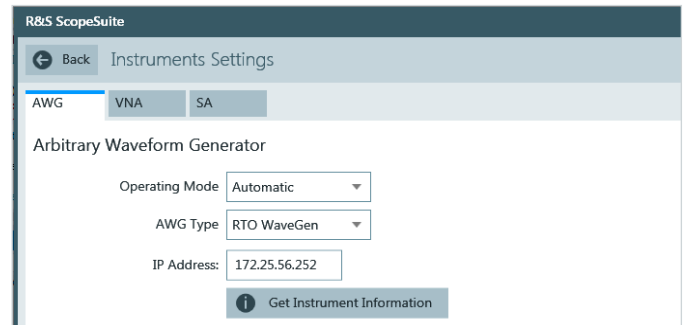 R&S ScopeSuite
Back Instruments Settings
AWG VNA SA
Arbitrary Waveform Generator
Operating Mode Automatic
AWG Type RTO WaveGen
IP Address: 172.25.56.252
Get Instrument Information